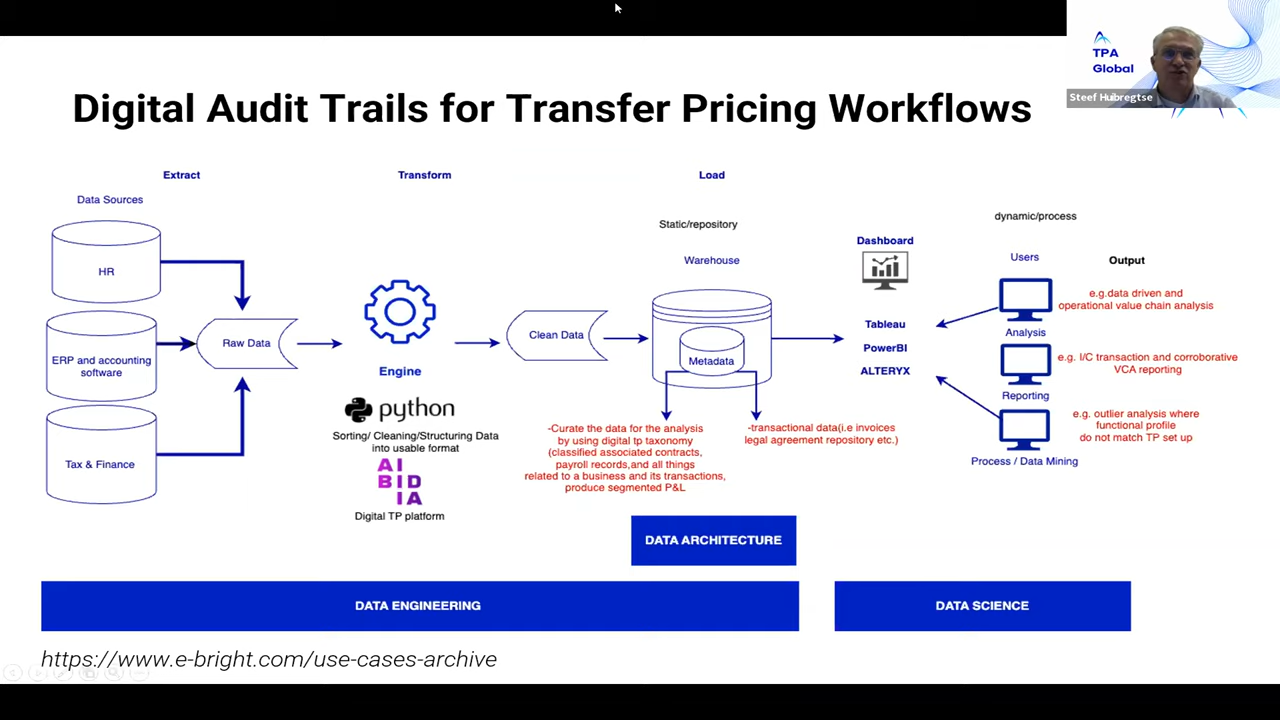 TPA
Global
Steef Huibregtse
Digital Audit Trails for Transfer Pricing Workflows
Extract
Transform
Load
Data Sources
HR
ERP and accounting
software
Tax & Finance
Raw Data
Engine
python
Sorting/ Cleaning/Structuring Data
into usable format
AI
BID
IA
Digital TP platform
Clean Data
Static/repository
Warehouse
Metadata
-Curate the data for the analysis
by using digital tp taxonomy
(classified associated contracts,
payroll records,and all things
related to a business and its transactions,
produce segmented P&L
-transactional data(i.e invoices
legal agreement repository etc.)
Dashboard
Tableau
PowerBI
ALTERYX
dynamic/process
Users
Output
Analysis
e.g.data driven and
operational value chain analysis
Reporting
e.g. I/C transaction and corroborative
VCA reporting
Process / Data Mining
e.g. outlier analysis where
functional profile
do not match TP set up
DATA ARCHITECTURE
DATA ENGINEERING
DATA SCIENCE
https://www.e-bright.com/use-cases-archive